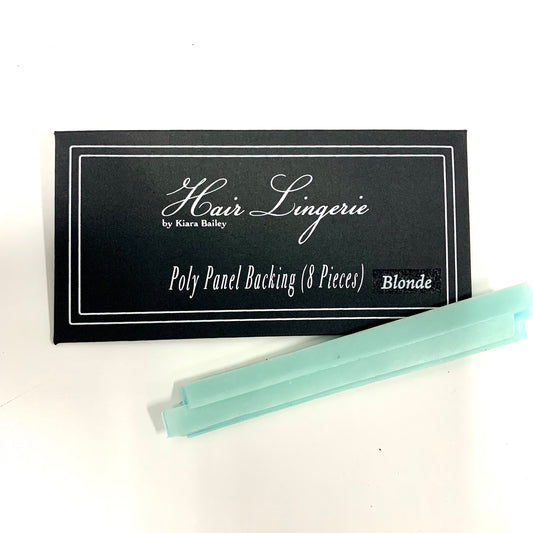 Hair Lingerie
by Kiara Bailey
Poly Panel Backing (8 Pieces) Blonde